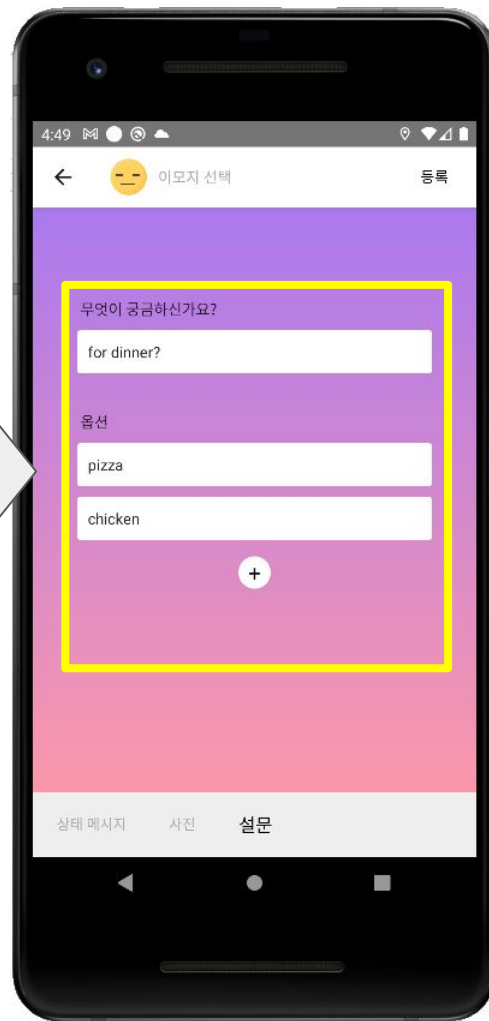 4:49
이모지 선택
등록
무엇이 궁금하신가요?
for dinner?
옵션
pizza
chicken
+
상태 메시지 사진 설문